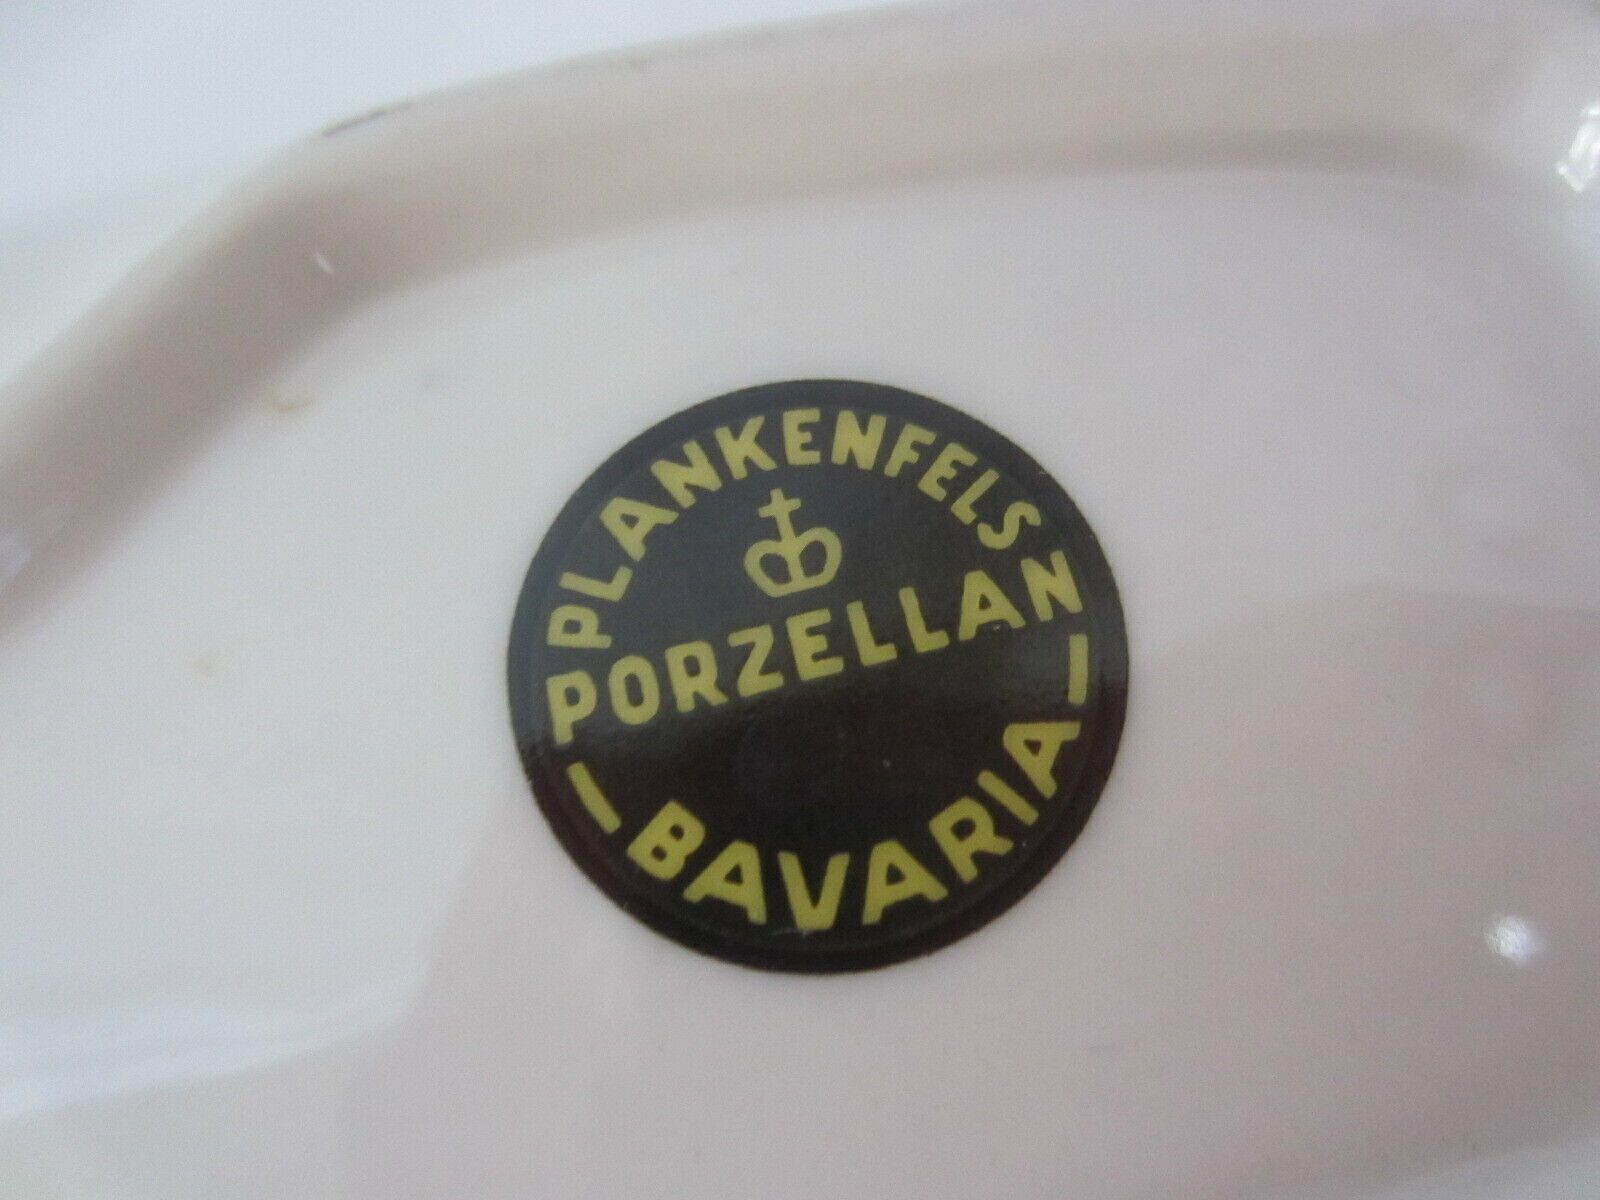 PLANKENFELS
PORZELLAN
— BAVARIA —